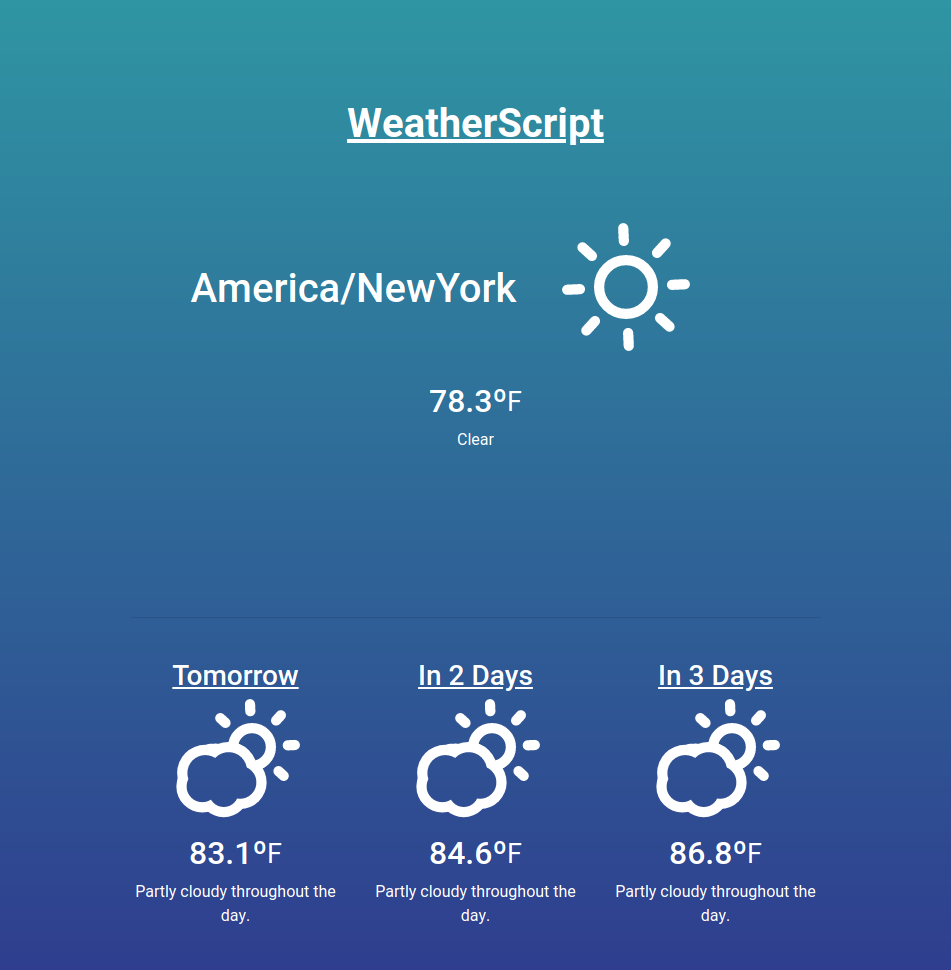 WeatherScript
America/NewYork
78.3ºF
Clear
Tomorrow
In 2 Days
In 3 Days
83.1ºF
84.6ºF
86.8ºF
Partly cloudy throughout the
day.
Partly cloudy throughout the
day.
Partly cloudy throughout the
day.